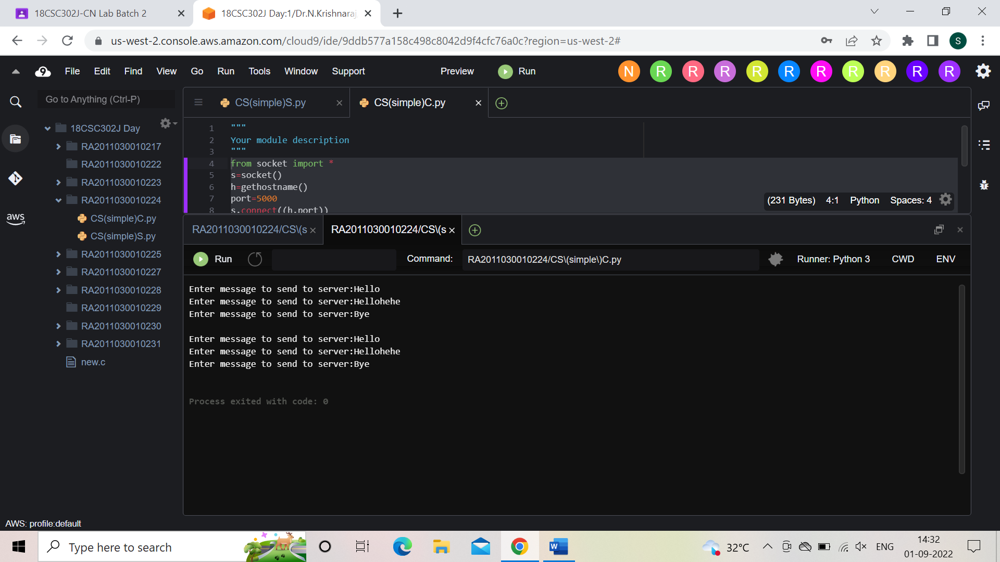 18CSC302J-CN Lab Batch 2
18CSC302J Day:1/Dr.N.Krishnaraj
us-west-2.console.aws.amazon.com/cloud9/ide/9ddb577a158c498c8042d9f4cfc76a0c?region=us-west-2#
S
9 File Edit Find View Go Run Tools Window Support Preview Run
N R R R R R R R R R R
Go to Anything (Ctrl-P)
CS(simple)S.py
CS(simple)C.py
18CSC302J Day
RA2011030010217
RA2011030010222
RA2011030010223
RA2011030010224
CS(simple)C.py
CS(simple)S.py
RA2011030010225
RA2011030010227
RA2011030010228
RA2011030010229
RA2011030010230
RA2011030010231
new.c
aws
1 """
2 Your module description
3 """
4 from socket import *
5 s=socket()
6 h=gethostname()
7 port=5000
8 s.connect((h,port))
(231 Bytes) 4:1 Python Spaces: 4
RA2011030010224/CS\(s
RA2011030010224/CS\(s
Run
Command: RA2011030010224/CS\(simple\)C.py
Runner: Python 3 CWD ENV
Enter message to send to server:Hello
Enter message to send to server:Hellohehe
Enter message to send to server:Bye
Enter message to send to server:Hello
Enter message to send to server:Hellohehe
Enter message to send to server:Bye
Process exited with code: 0
AWS: profile:default
Type here to search
W
32°C
ENG
14:32
01-09-2022